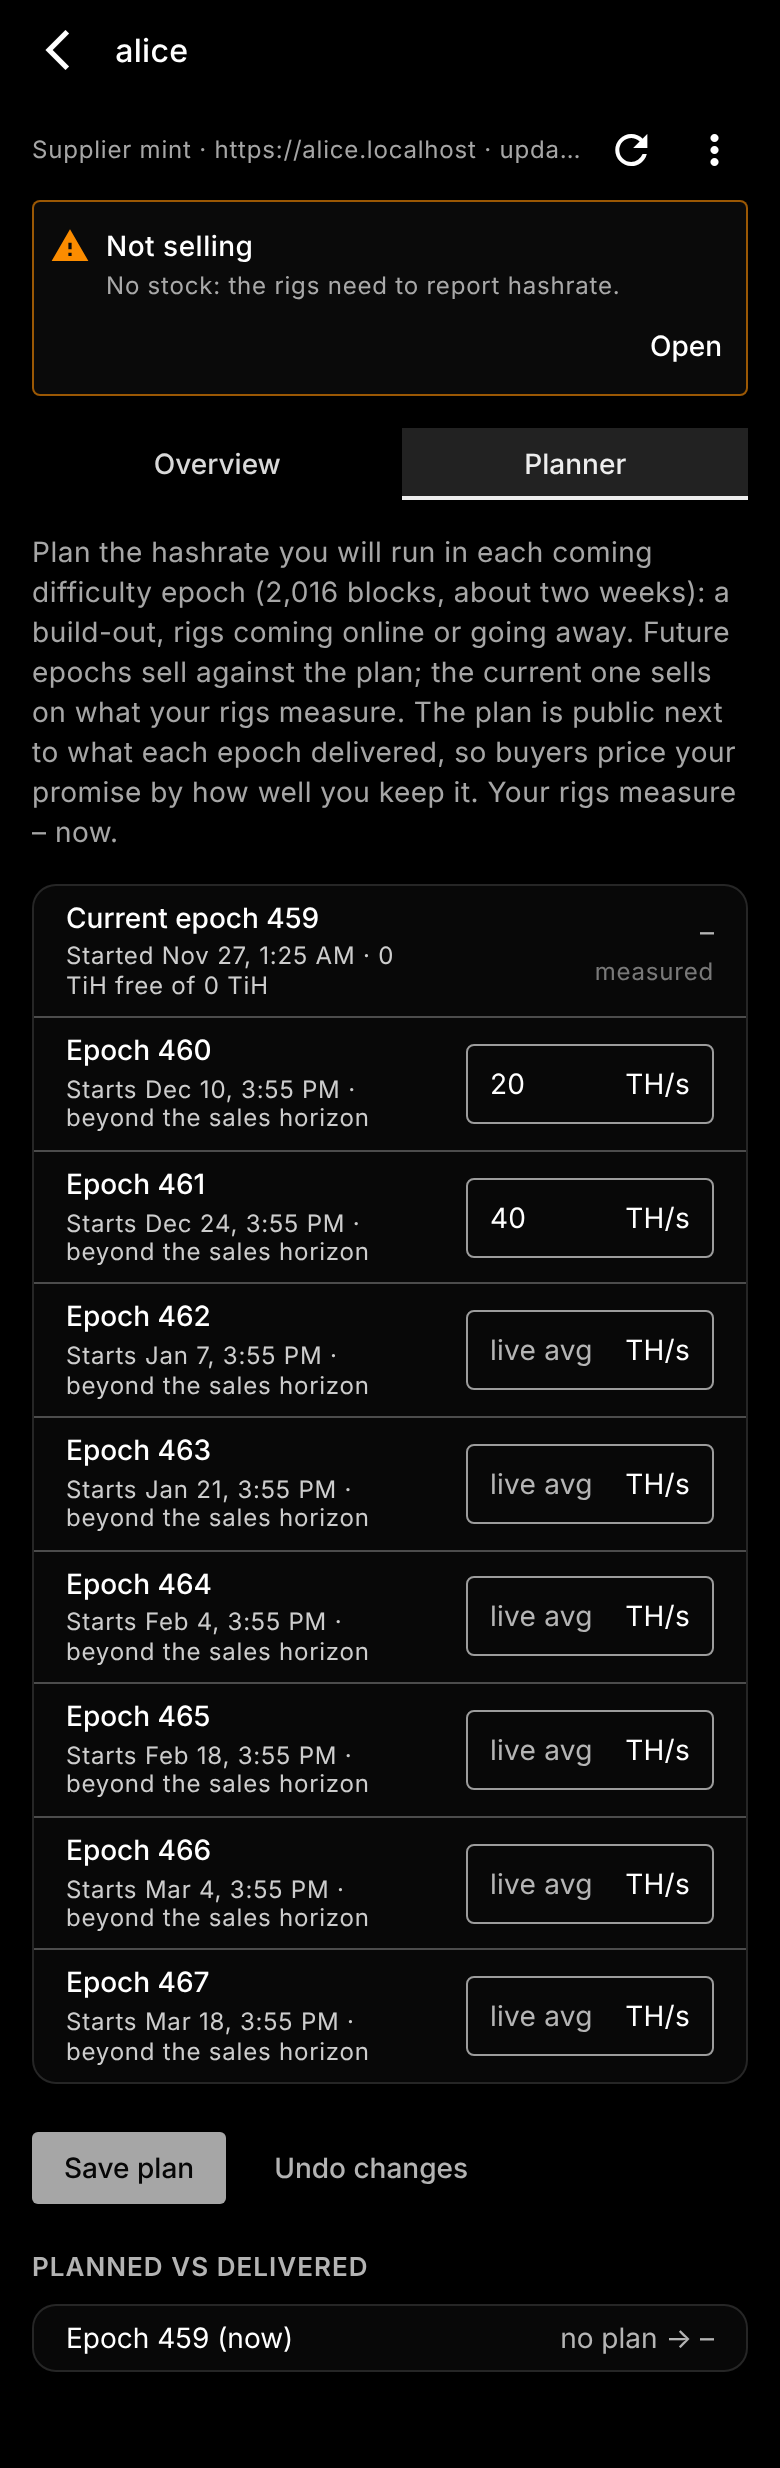 alice
Supplier mint · https://alice.localhost · upda...
Not selling
No stock: the rigs need to report hashrate.
Open
Overview
Planner
Plan the hashrate you will run in each coming
difficulty epoch (2,016 blocks, about two weeks): a
build-out, rigs coming online or going away. Future
epochs sell against the plan; the current one sells
on what your rigs measure. The plan is public next
to what each epoch delivered, so buyers price your
promise by how well you keep it. Your rigs measure
– now.
Current epoch 459
Started Nov 27, 1:25 AM · 0
TiH free of 0 TiH
–
measured
Epoch 460
Starts Dec 10, 3:55 PM ·
beyond the sales horizon
20 TH/s
Epoch 461
Starts Dec 24, 3:55 PM ·
beyond the sales horizon
40 TH/s
Epoch 462
Starts Jan 7, 3:55 PM ·
beyond the sales horizon
live avg TH/s
Epoch 463
Starts Jan 21, 3:55 PM ·
beyond the sales horizon
live avg TH/s
Epoch 464
Starts Feb 4, 3:55 PM ·
beyond the sales horizon
live avg TH/s
Epoch 465
Starts Feb 18, 3:55 PM ·
beyond the sales horizon
live avg TH/s
Epoch 466
Starts Mar 4, 3:55 PM ·
beyond the sales horizon
live avg TH/s
Epoch 467
Starts Mar 18, 3:55 PM ·
beyond the sales horizon
live avg TH/s
Save plan
Undo changes
PLANNED VS DELIVERED
Epoch 459 (now)
no plan → –